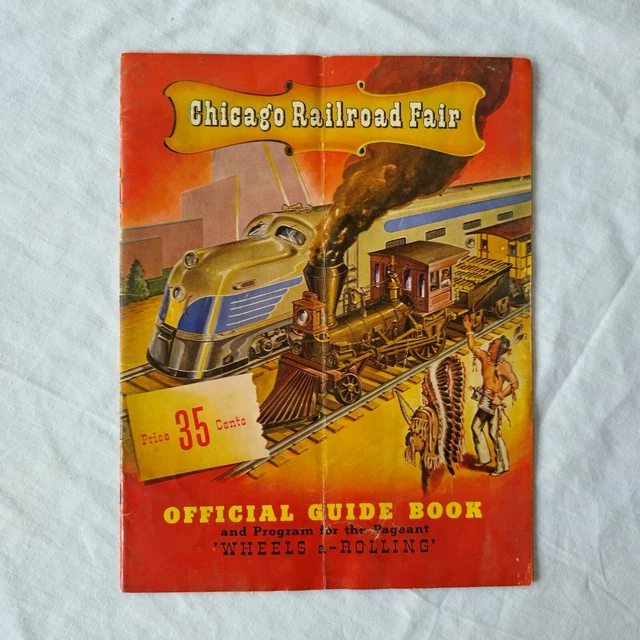 Chicago Railroad Fair
Price 35 Cents
OFFICIAL GUIDE BOOK
and Program for the Pageant
'WHEELS a-ROLLING'